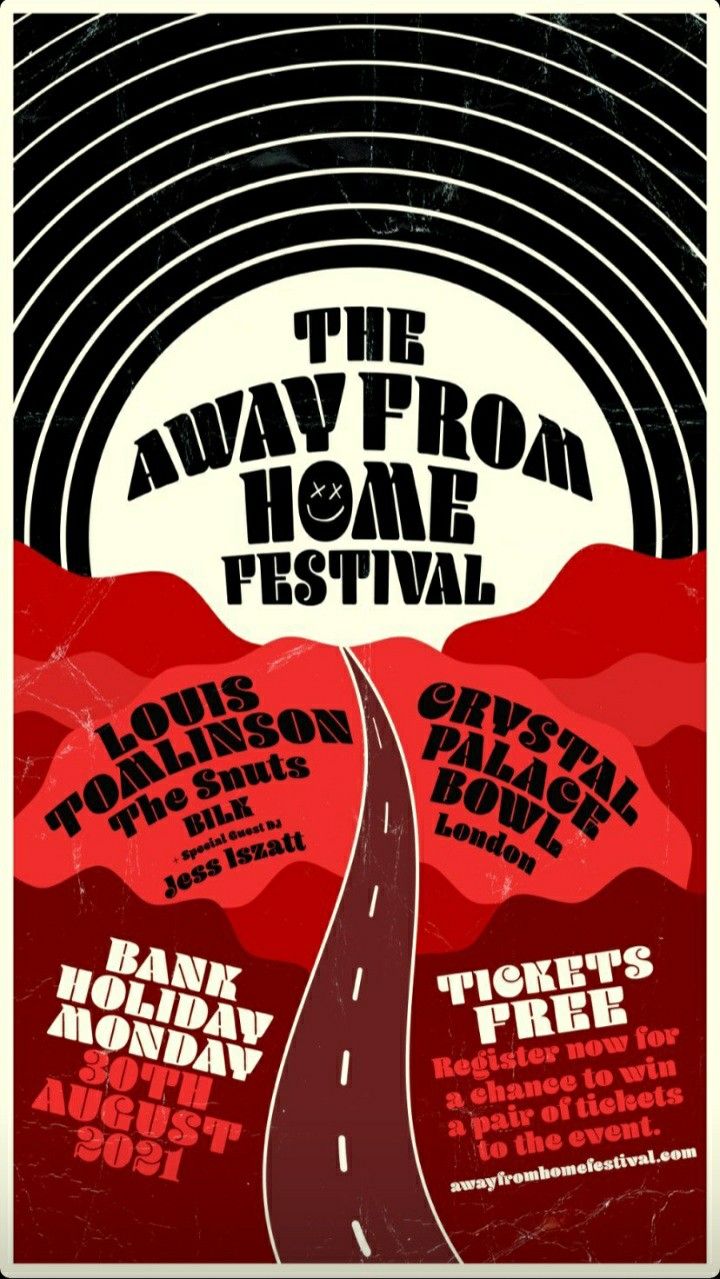 THE
AWAY FROM
HOME
FESTIVAL
LOUIS
TOMLINSON
The Snuts
BILK
+ Special Guest DJ
Jess Iszatt
CRYSTAL
PALACE
BOWL
London
BANK
HOLIDAY
MONDAY
30TH
AUGUST
2021
TICKETS
FREE
Register now for
a chance to win
a pair of tickets
to the event.
awayfromhomefestival.com